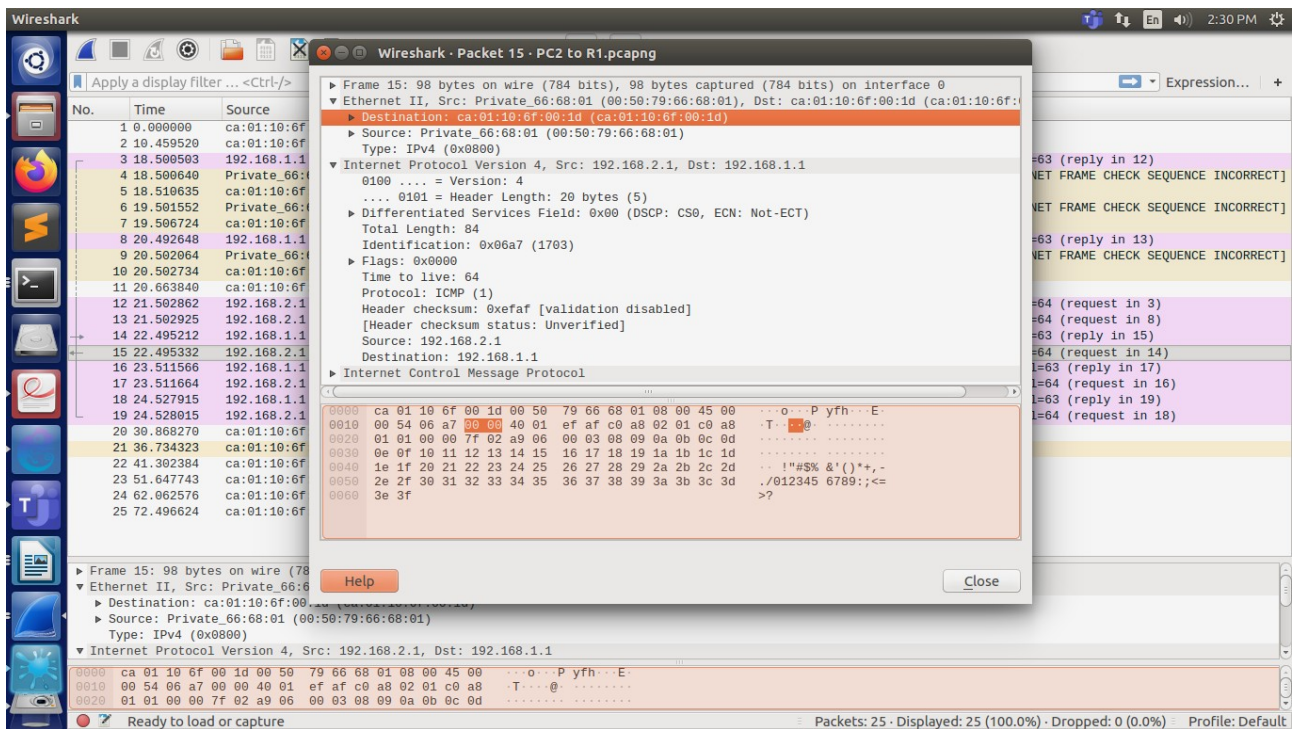 Wireshark
En
2:30 PM
Wireshark · Packet 15 · PC2 to R1.pcapng
Apply a display filter ... <Ctrl-/>
Expression...
+
No. Time Source
1 0.000000 ca:01:10:6f
2 10.459520 ca:01:10:6f
3 18.500503 192.168.1.1 =63 (reply in 12)
4 18.500640 Private_66:6 NET FRAME CHECK SEQUENCE INCORRECT]
5 18.510635 ca:01:10:6f
6 19.501552 Private_66:6 NET FRAME CHECK SEQUENCE INCORRECT]
7 19.506724 ca:01:10:6f
8 20.492648 192.168.1.1 =63 (reply in 13)
9 20.502064 Private_66:6 NET FRAME CHECK SEQUENCE INCORRECT]
10 20.502734 ca:01:10:6f
11 20.663840 ca:01:10:6f
12 21.502862 192.168.2.1 =64 (request in 3)
13 21.502925 192.168.2.1 =64 (request in 8)
14 22.495212 192.168.1.1 =63 (reply in 15)
15 22.495332 192.168.2.1 =64 (request in 14)
16 23.511566 192.168.1.1 l=63 (reply in 17)
17 23.511664 192.168.2.1 l=64 (request in 16)
18 24.527915 192.168.1.1 l=63 (reply in 19)
19 24.528015 192.168.2.1 l=64 (request in 18)
20 30.868270 ca:01:10:6f
21 36.734323 ca:01:10:6f
22 41.302384 ca:01:10:6f
23 51.647743 ca:01:10:6f
24 62.062576 ca:01:10:6f
25 72.496624 ca:01:10:6f
Frame 15: 98 bytes on wire (784 bits), 98 bytes captured (784 bits) on interface 0
Ethernet II, Src: Private_66:68:01 (00:50:79:66:68:01), Dst: ca:01:10:6f:00:1d (ca:01:10:6f:
Destination: ca:01:10:6f:00:1d (ca:01:10:6f:00:1d)
Source: Private_66:68:01 (00:50:79:66:68:01)
Type: IPv4 (0x0800)
Internet Protocol Version 4, Src: 192.168.2.1, Dst: 192.168.1.1
0100 .... = Version: 4
.... 0101 = Header Length: 20 bytes (5)
Differentiated Services Field: 0x00 (DSCP: CS0, ECN: Not-ECT)
Total Length: 84
Identification: 0x06a7 (1703)
Flags: 0x0000
Time to live: 64
Protocol: ICMP (1)
Header checksum: 0xefaf [validation disabled]
[Header checksum status: Unverified]
Source: 192.168.2.1
Destination: 192.168.1.1
Internet Control Message Protocol
0000 ca 01 10 6f 00 1d 00 50 79 66 68 01 08 00 45 00 ···o···P yfh···E·
0010 00 54 06 a7 00 00 40 01 ef af c0 a8 02 01 c0 a8 ·T····@· ········
0020 01 01 00 00 7f 02 a9 06 00 03 08 09 0a 0b 0c 0d ········ ········
0030 0e 0f 10 11 12 13 14 15 16 17 18 19 1a 1b 1c 1d ········ ········
0040 1e 1f 20 21 22 23 24 25 26 27 28 29 2a 2b 2c 2d ·· !"#$% &'()*+,-
0050 2e 2f 30 31 32 33 34 35 36 37 38 39 3a 3b 3c 3d ./012345 6789:;<=
0060 3e 3f >?
Help
Close
Frame 15: 98 bytes on wire (78
Ethernet II, Src: Private_66:6
Destination: ca:01:10:6f:00:1d (ca:01:10:6f:00:1d)
Source: Private_66:68:01 (00:50:79:66:68:01)
Type: IPv4 (0x0800)
Internet Protocol Version 4, Src: 192.168.2.1, Dst: 192.168.1.1
0000 ca 01 10 6f 00 1d 00 50 79 66 68 01 08 00 45 00 ···o···P yfh···E·
0010 00 54 06 a7 00 00 40 01 ef af c0 a8 02 01 c0 a8 ·T····@· ········
0020 01 01 00 00 7f 02 a9 06 00 03 08 09 0a 0b 0c 0d ········ ········
Ready to load or capture
Packets: 25 · Displayed: 25 (100.0%) · Dropped: 0 (0.0%)
Profile: Default